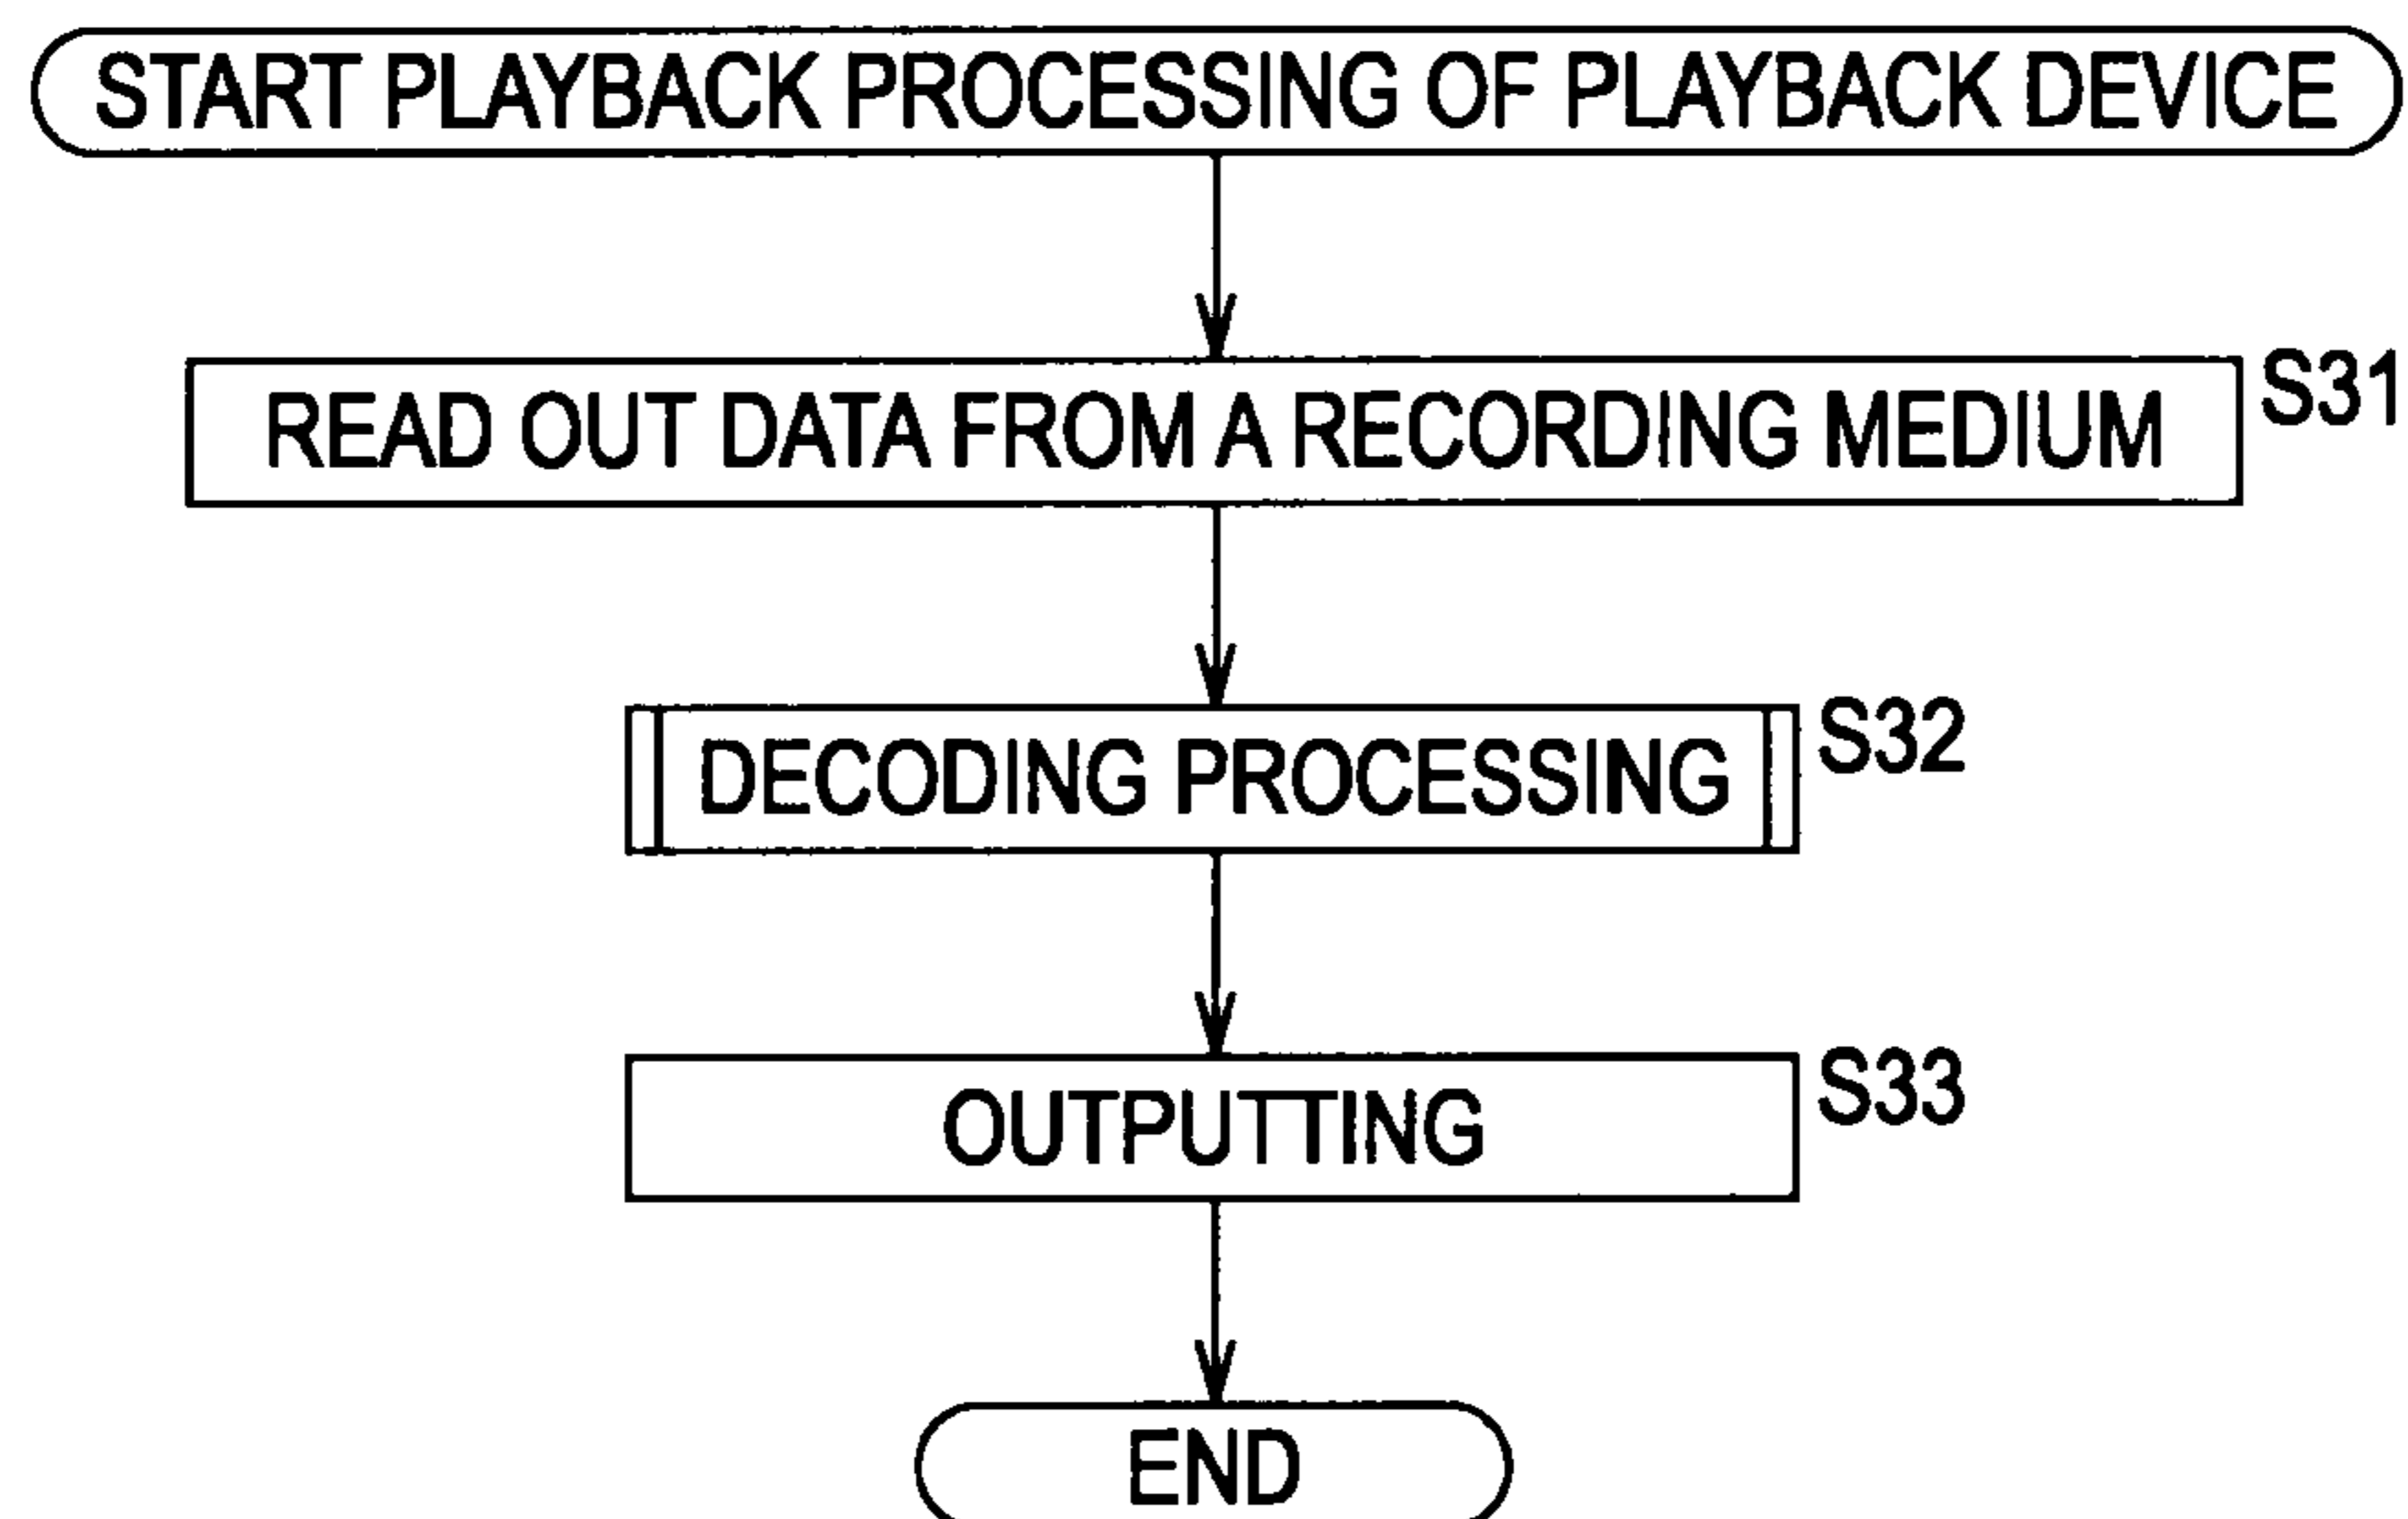 START PLAYBACK PROCESSING OF PLAYBACK DEVICE
READ OUT DATA FROM A RECORDING MEDIUM S31
DECODING PROCESSING S32
OUTPUTTING S33
END